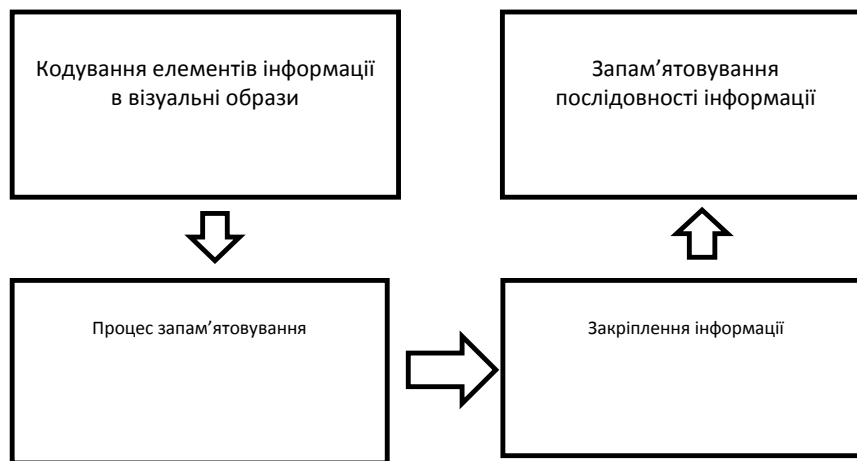 Кодування елементів інформації
в візуальні образи
Запам’ятовування
послідовності інформації
Процес запам’ятовування
Закріплення інформації